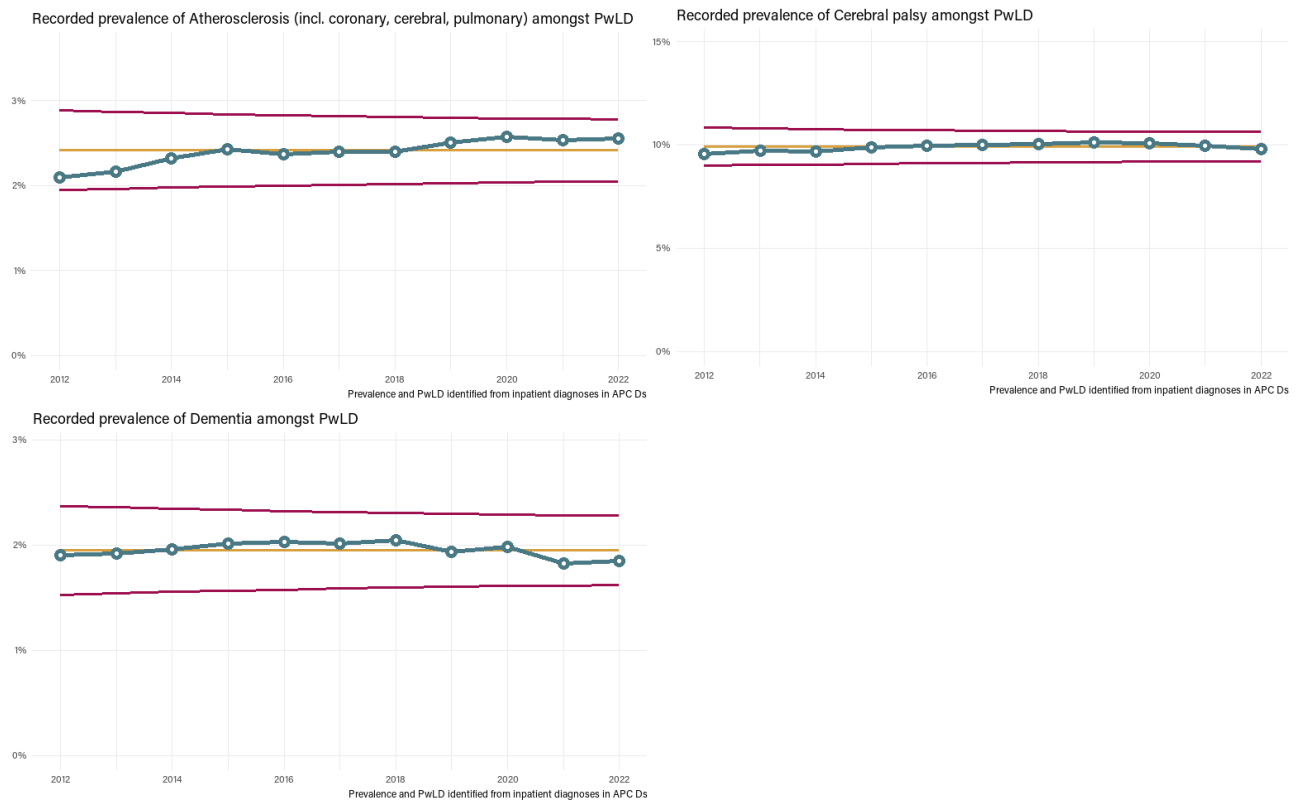 Recorded prevalence of Atherosclerosis (incl. coronary, cerebral, pulmonary) amongst PwLD
3%
2%
1%
0%
2012 2014 2016 2018 2020 2022
Prevalence and PwLD identified from inpatient diagnoses in APC Ds
Recorded prevalence of Cerebral palsy amongst PwLD
15%
10%
5%
0%
2012 2014 2016 2018 2020 2022
Prevalence and PwLD identified from inpatient diagnoses in APC Ds
Recorded prevalence of Dementia amongst PwLD
3%
2%
1%
0%
2012 2014 2016 2018 2020 2022
Prevalence and PwLD identified from inpatient diagnoses in APC Ds